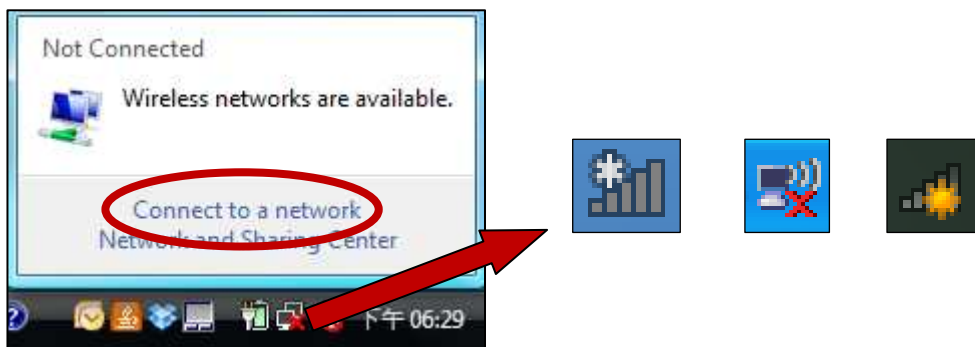 Not Connected
Wireless networks are available.
Connect to a network
Network and Sharing Center
下午 06:29